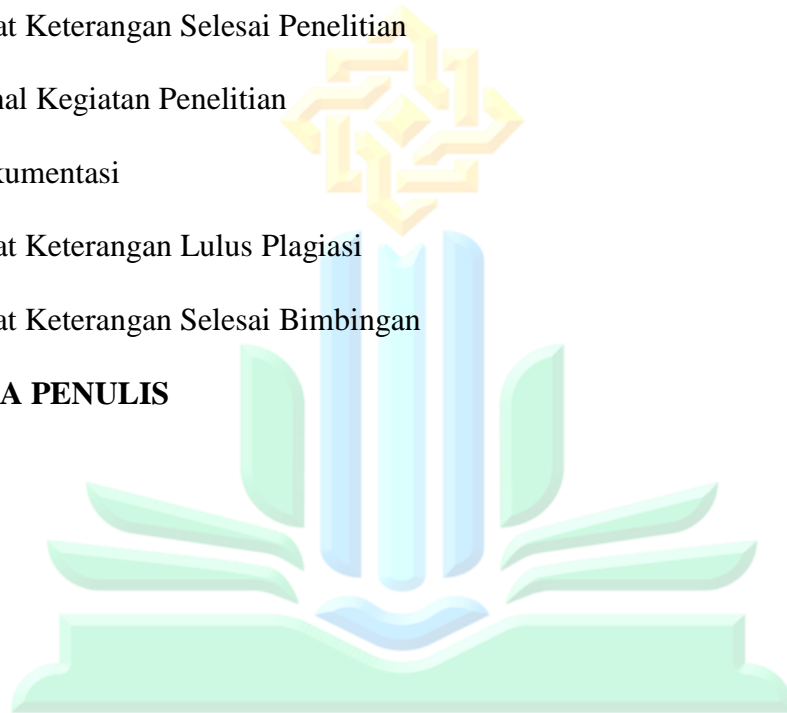 at Keterangan Selesai Penelitian
nal Kegiatan Penelitian
kumentasi
at Keterangan Lulus Plagiasi
at Keterangan Selesai Bimbingan
A PENULIS